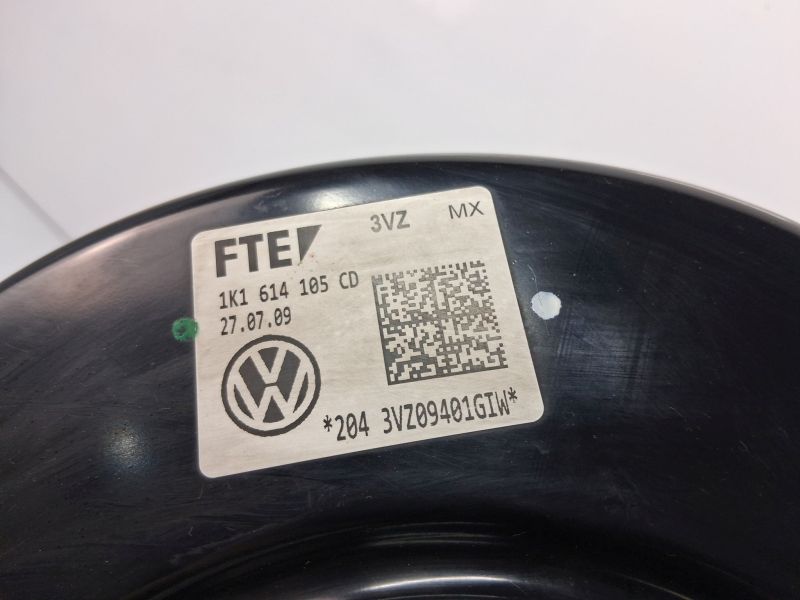 3VZ MX
FTE
1K1 614 105 CD
27.07.09
*204 3VZ09401GIW*